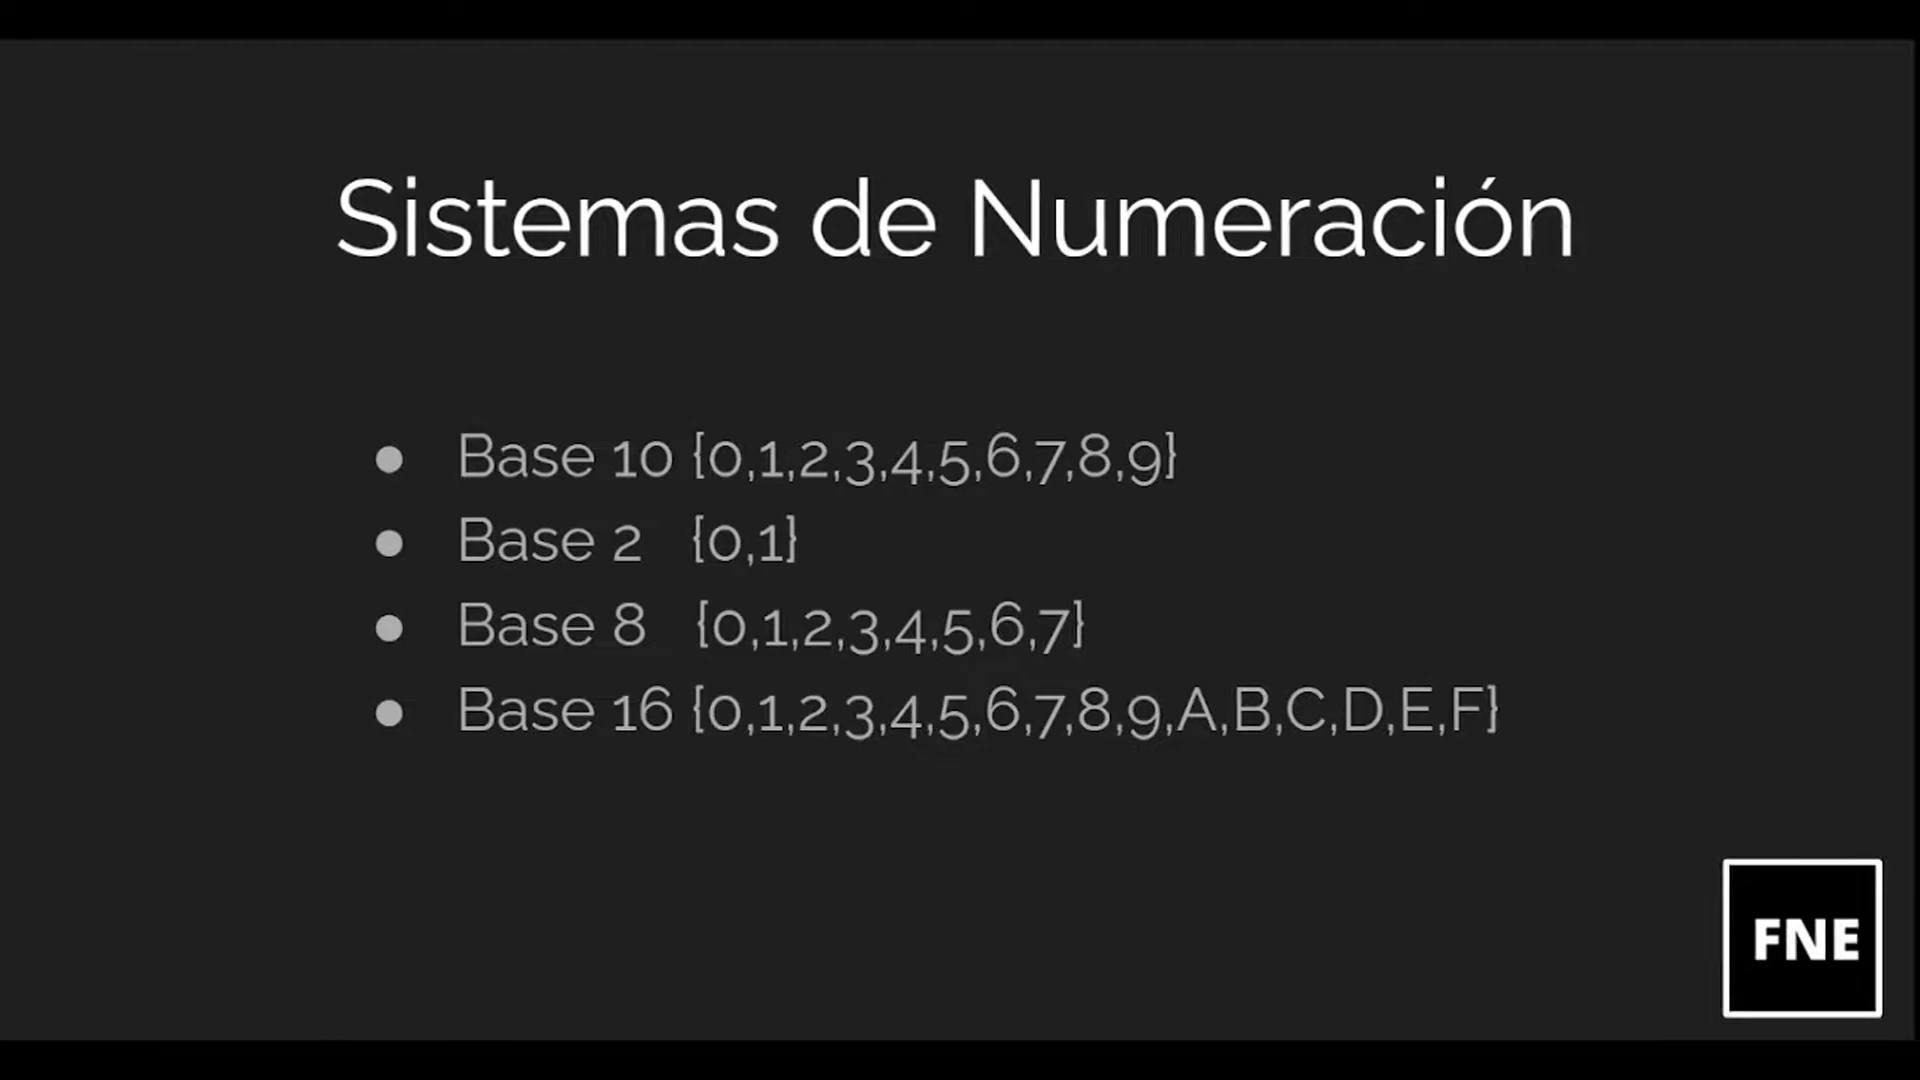 Sistemas de Numeración
● Base 10 {0,1,2,3,4,5,6,7,8,9}
● Base 2 {0,1}
● Base 8 {0,1,2,3,4,5,6,7}
● Base 16 {0,1,2,3,4,5,6,7,8,9,A,B,C,D,E,F}
FNE